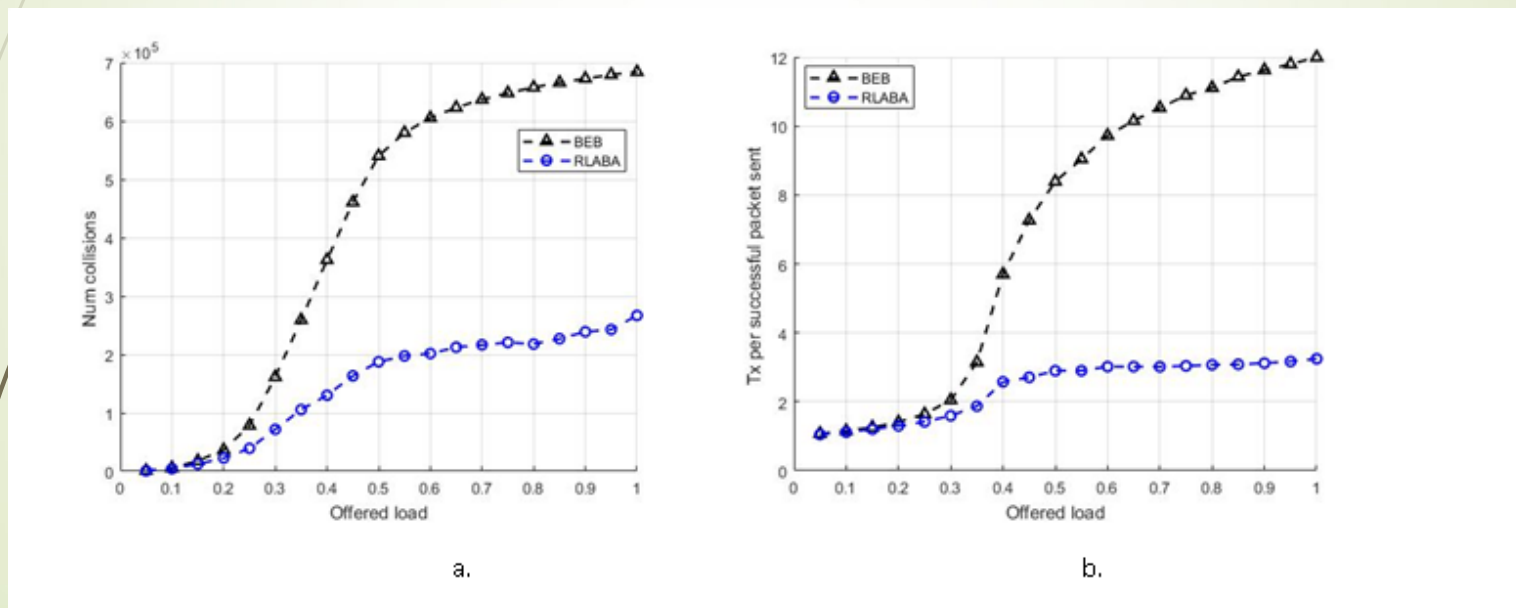 ×10⁵
7
6
5
4
3
2
1
0
Num collisions
BEB
RLABA
0 0.1 0.2 0.3 0.4 0.5 0.6 0.7 0.8 0.9 1
Offered load
a.
12
10
8
6
4
2
0
Tx per successful packet sent
BEB
RLABA
0 0.1 0.2 0.3 0.4 0.5 0.6 0.7 0.8 0.9 1
Offered load
b.